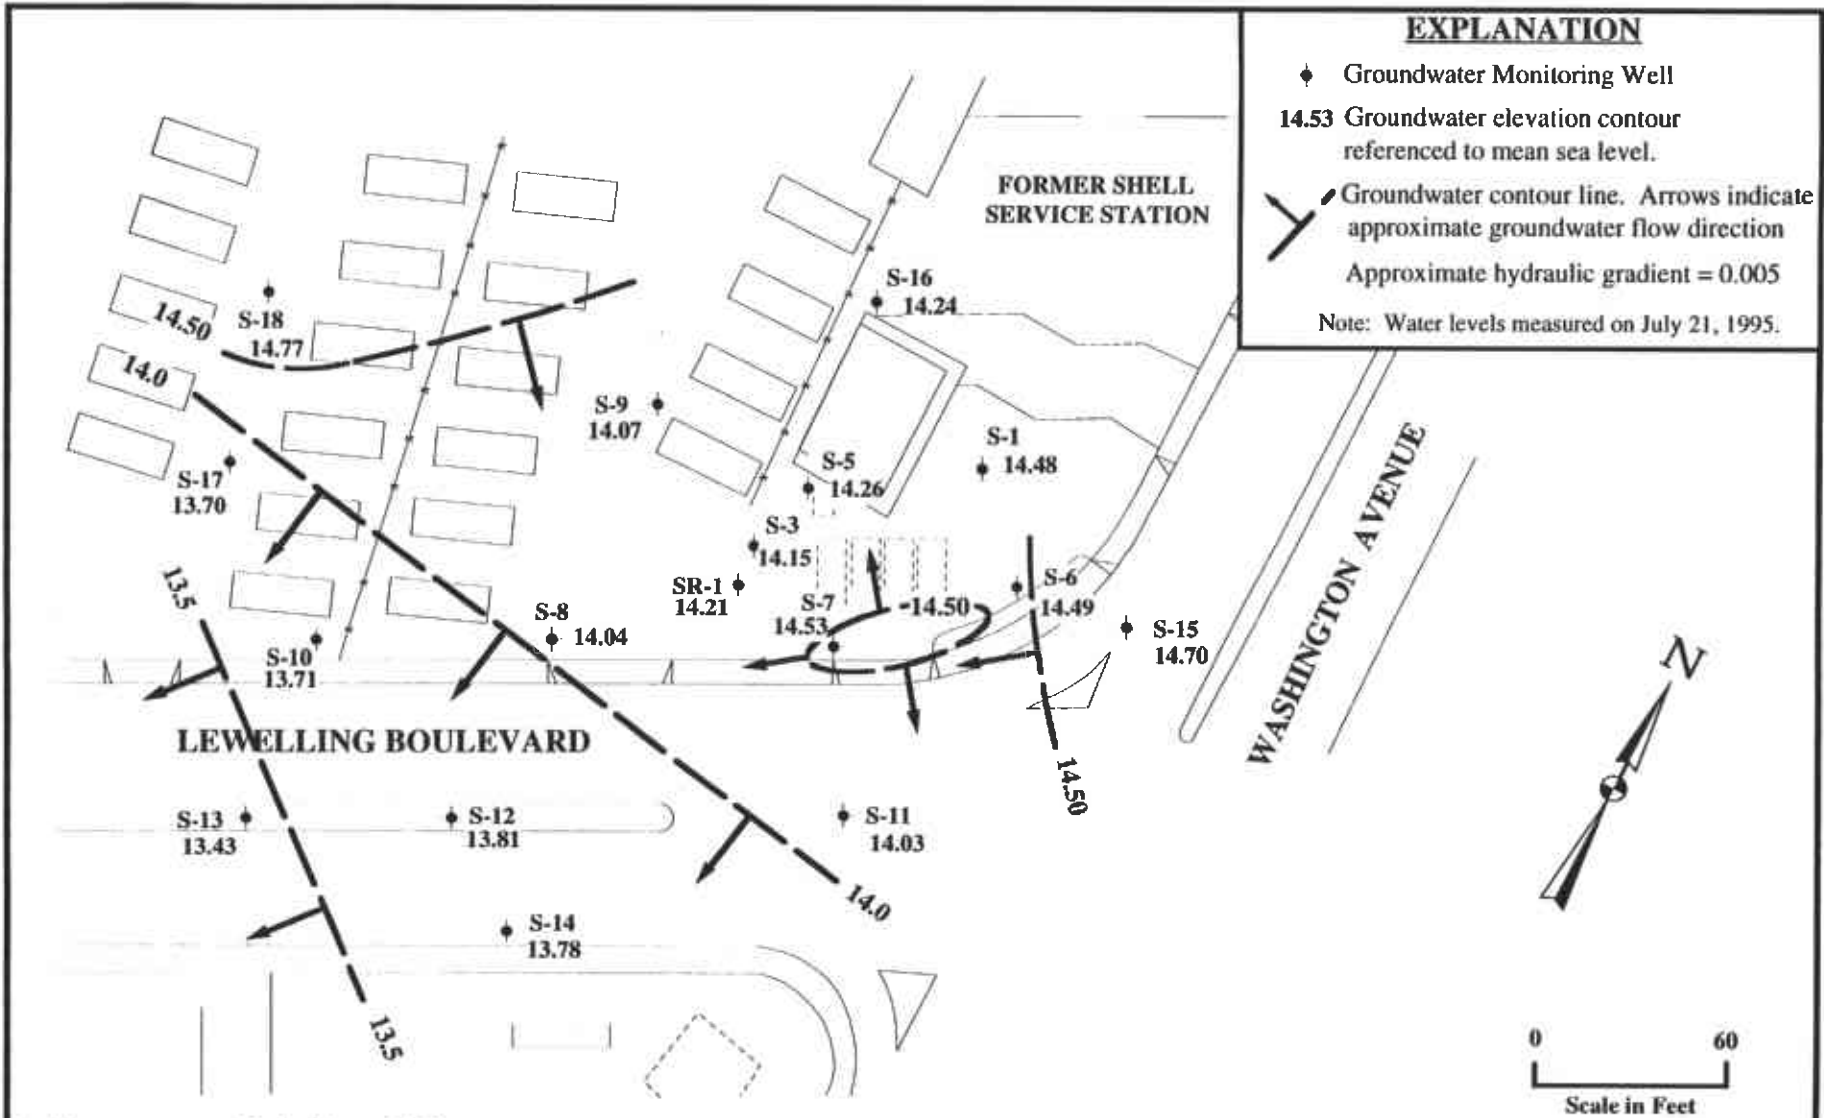 EXPLANATION
Groundwater Monitoring Well
14.53 Groundwater elevation contour
referenced to mean sea level.
Groundwater contour line. Arrows indicate
approximate groundwater flow direction
Approximate hydraulic gradient = 0.005
Note: Water levels measured on July 21, 1995.
FORMER SHELL
SERVICE STATION
S-16
14.24
S-18
14.77
14.50
14.0
S-9
14.07
S-1
14.48
S-5
14.26
S-17
13.70
S-3
14.15
SR-1
14.21
S-7
14.53
14.50
S-6
14.49
S-15
14.70
WASHINGTON AVENUE
N
13.5
S-8
14.04
S-10
13.71
LEWELLING BOULEVARD
14.50
S-13
13.43
S-12
13.81
S-11
14.03
14.0
S-14
13.78
13.5
0 60
Scale in Feet